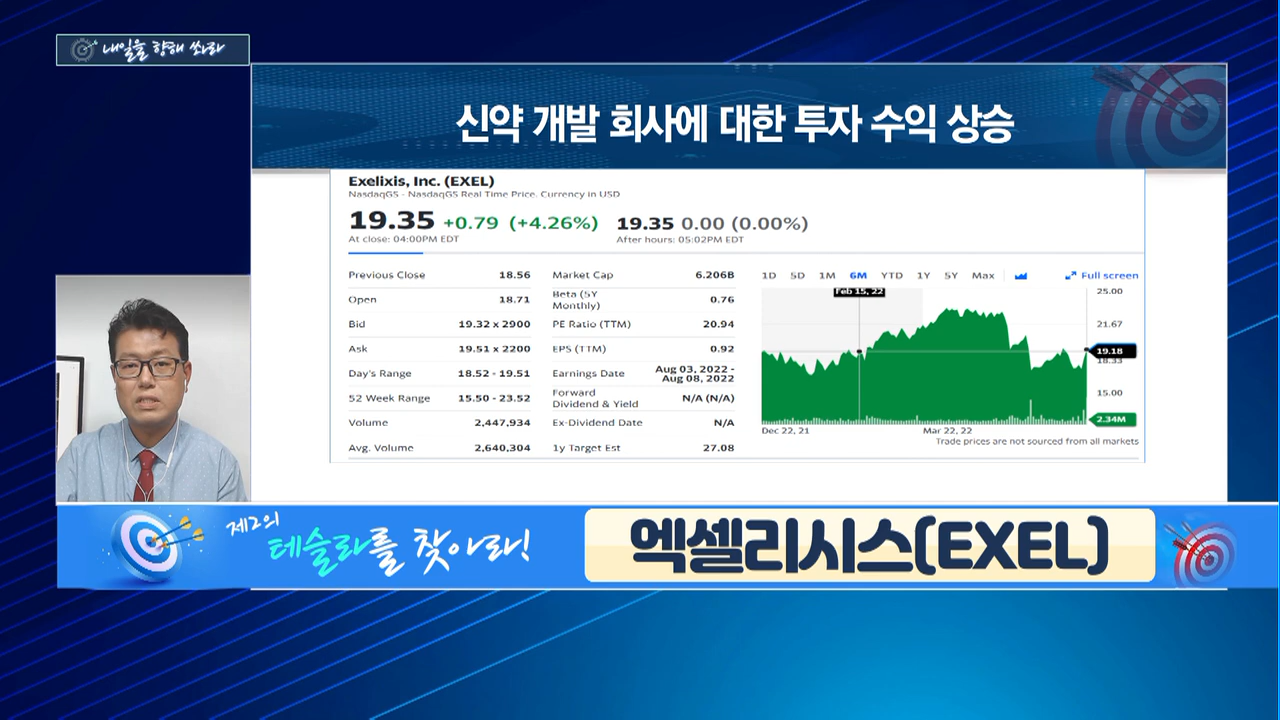 내일을 향해 쏴라
신약 개발 회사에 대한 투자 수익 상승
Exelixis, Inc. (EXEL)
NasdaqGS - NasdaqGS Real Time Price. Currency in USD
19.35 +0.79 (+4.26%) 19.35 0.00 (0.00%)
At close: 04:00PM EDT After hours: 05:02PM EDT
Previous Close 18.56
Open 18.71
Bid 19.32 x 2900
Ask 19.51 x 2200
Day's Range 18.52 - 19.51
52 Week Range 15.50 - 23.52
Volume 2,447,934
Avg. Volume 2,640,304
Market Cap 6.206B
Beta (5Y Monthly) 0.76
PE Ratio (TTM) 20.94
EPS (TTM) 0.92
Earnings Date Aug 03, 2022 - Aug 08, 2022
Forward Dividend & Yield N/A (N/A)
Ex-Dividend Date N/A
1y Target Est 27.08
1D 5D 1M 6M YTD 1Y 5Y Max Full screen
Feb 15, 22
25.00
21.67
19.18
18.33
15.00
2.34M
Dec 22, 21 Mar 22, 22
Trade prices are not sourced from all markets
제2의
테슬라를 찾아라!
엑셀리시스(EXEL)